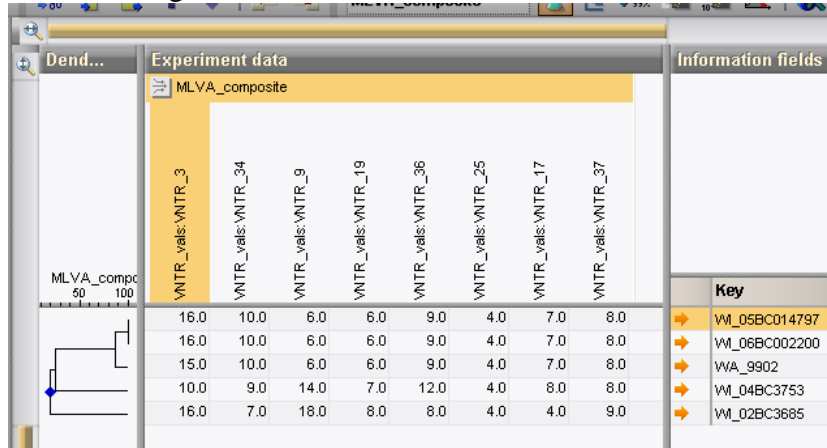 Dend...
Experiment data
Information fields
MLVA_composite
VNTR_vals:VNTR_3
VNTR_vals:VNTR_34
VNTR_vals:VNTR_9
VNTR_vals:VNTR_19
VNTR_vals:VNTR_36
VNTR_vals:VNTR_25
VNTR_vals:VNTR_17
VNTR_vals:VNTR_37
MLVA_compo
50 100
Key
16.0 10.0 6.0 6.0 9.0 4.0 7.0 8.0 WI_05BC014797
16.0 10.0 6.0 6.0 9.0 4.0 7.0 8.0 WI_06BC002200
15.0 10.0 6.0 6.0 9.0 4.0 7.0 8.0 WA_9902
10.0 9.0 14.0 7.0 12.0 4.0 8.0 8.0 WI_04BC3753
16.0 7.0 18.0 8.0 8.0 4.0 4.0 9.0 WI_02BC3685